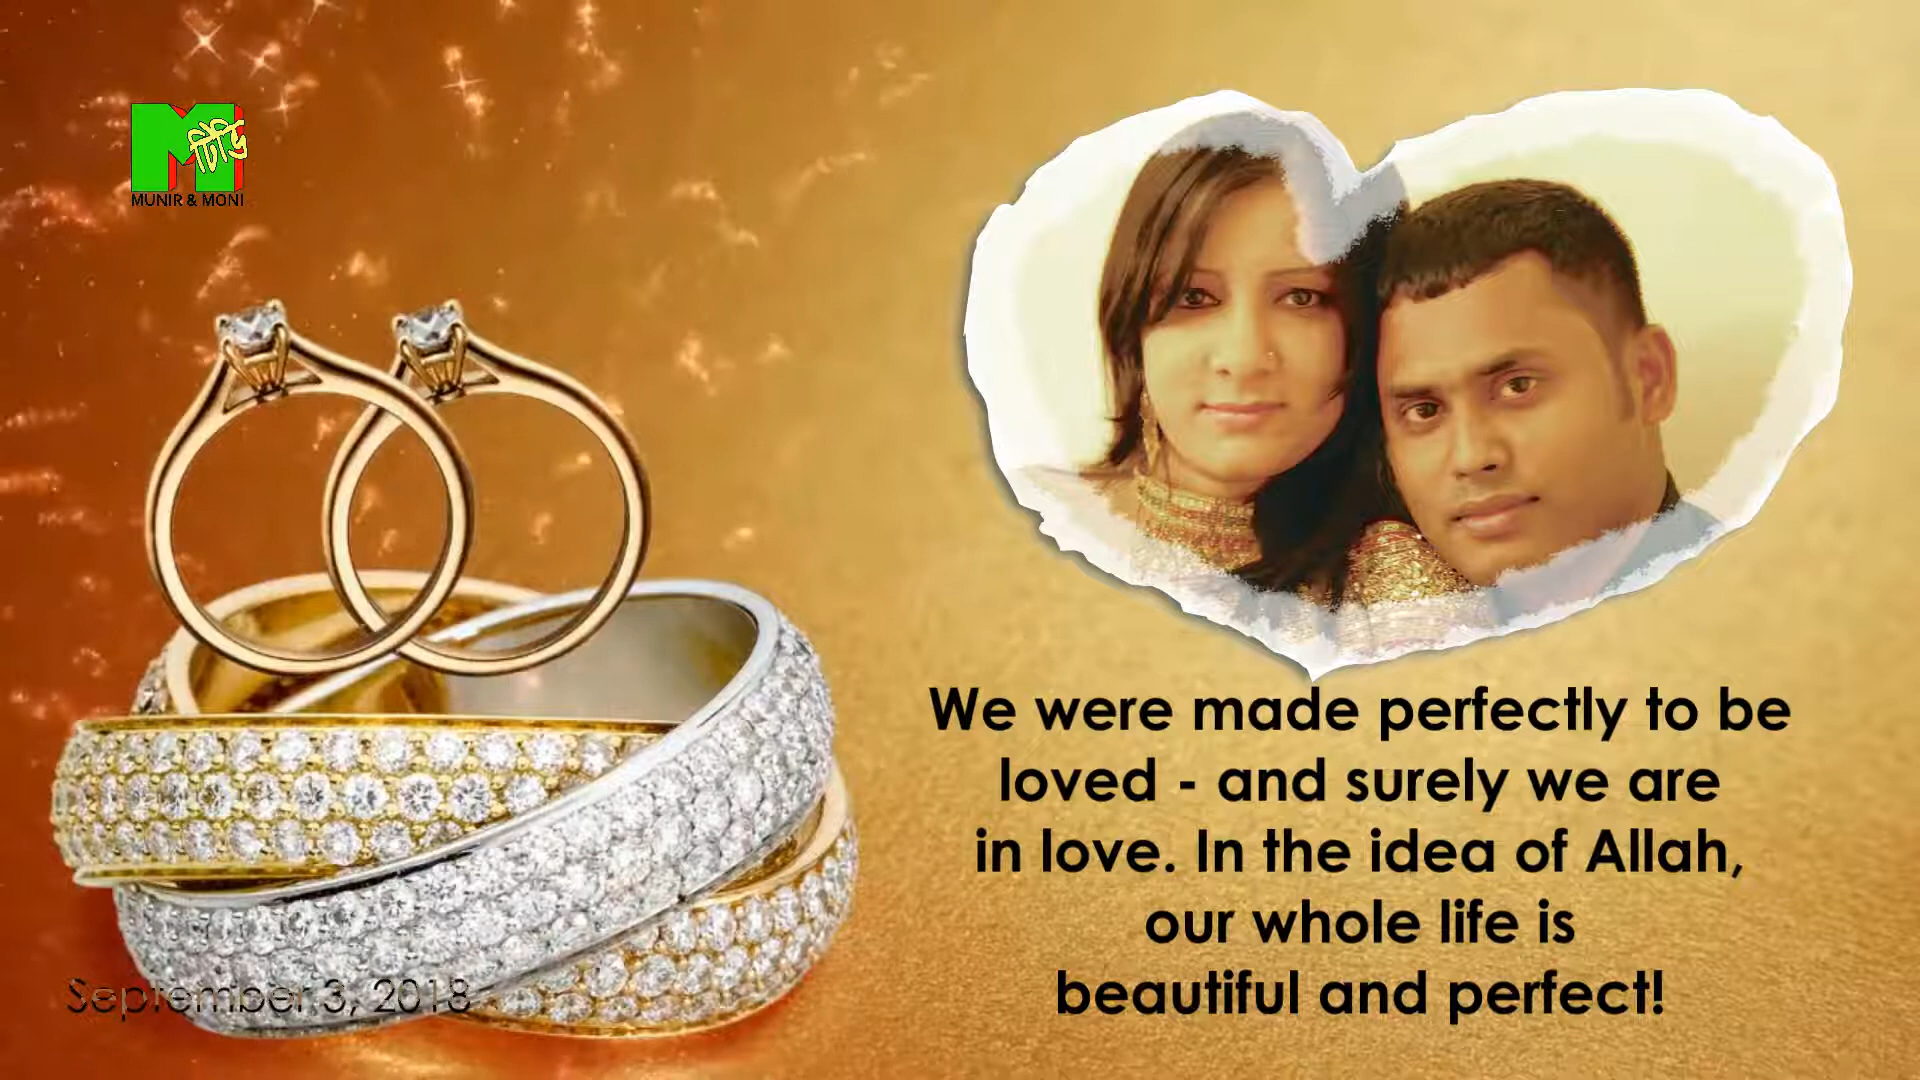 M টিভি
MUNIR & MONI
We were made perfectly to be
loved - and surely we are
in love. In the idea of Allah,
our whole life is
beautiful and perfect!
September 3, 2018